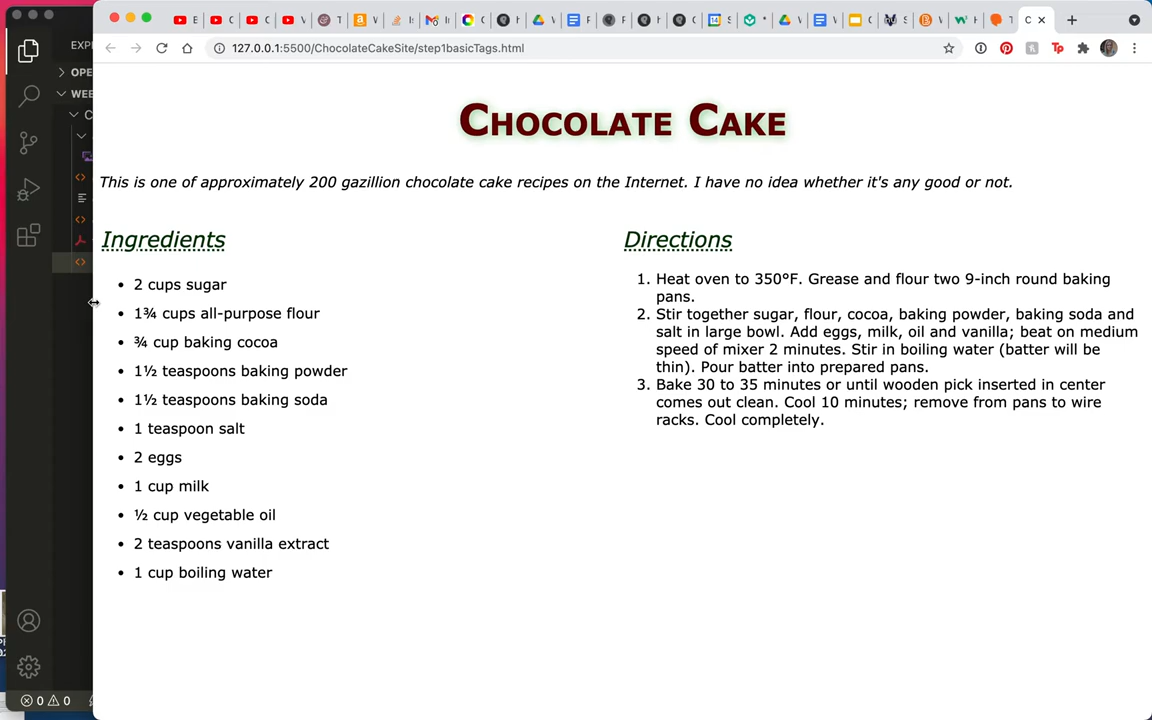 EXP
OPE
WEE
C
0 0
127.0.0.1:5500/ChocolateCakeSite/step1basicTags.html
Chocolate Cake
This is one of approximately 200 gazillion chocolate cake recipes on the Internet. I have no idea whether it's any good or not.
Ingredients
• 2 cups sugar
• 1¾ cups all-purpose flour
• ¾ cup baking cocoa
• 1½ teaspoons baking powder
• 1½ teaspoons baking soda
• 1 teaspoon salt
• 2 eggs
• 1 cup milk
• ½ cup vegetable oil
• 2 teaspoons vanilla extract
• 1 cup boiling water
Directions
1. Heat oven to 350°F. Grease and flour two 9-inch round baking
pans.
2. Stir together sugar, flour, cocoa, baking powder, baking soda and
salt in large bowl. Add eggs, milk, oil and vanilla; beat on medium
speed of mixer 2 minutes. Stir in boiling water (batter will be
thin). Pour batter into prepared pans.
3. Bake 30 to 35 minutes or until wooden pick inserted in center
comes out clean. Cool 10 minutes; remove from pans to wire
racks. Cool completely.